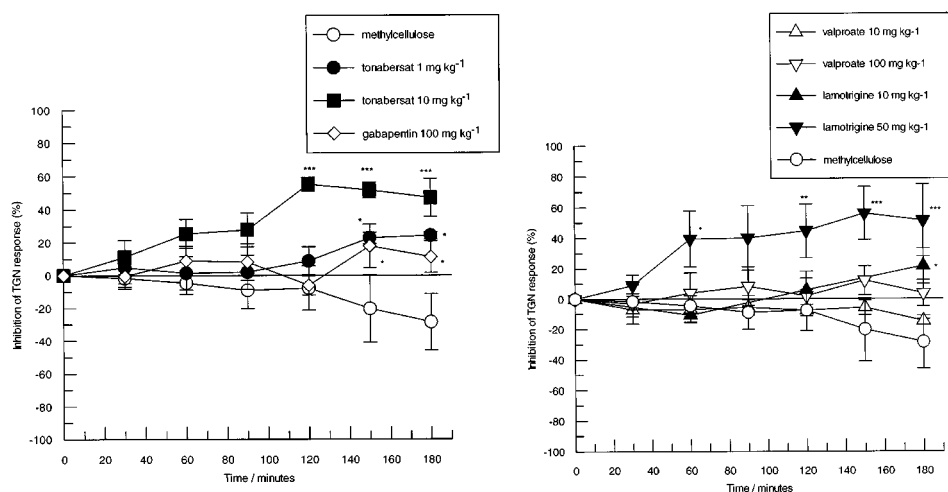 methylcellulose
tonabersat 1 mg kg-1
tonabersat 10 mg kg-1
gabapentin 100 mg kg-1
Inhibition of TGN response (%)
100
80
60
40
20
0
-20
-40
-60
-80
-100
***
***
***
*
*
*
*
0 20 40 60 80 100 120 140 160 180
Time / minutes
valproate 10 mg kg-1
valproate 100 mg kg-1
lamotrigine 10 mg kg-1
lamotrigine 50 mg kg-1
methylcellulose
Inhibition of TGN response (%)
100
80
60
40
20
0
-20
-40
-60
-80
-100
*
**
***
***
*
0 20 40 60 80 100 120 140 160 180
Time / minutes